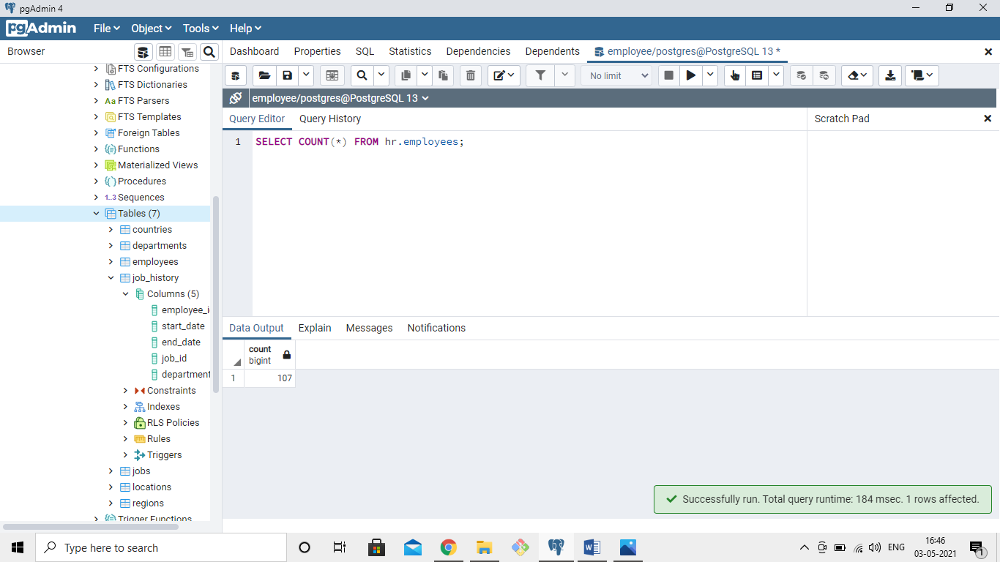 pgAdmin 4
pgAdmin File Object Tools Help
Browser
Dashboard Properties SQL Statistics Dependencies Dependents employee/postgres@PostgreSQL 13 *
No limit
employee/postgres@PostgreSQL 13
Query Editor Query History
Scratch Pad
1 SELECT COUNT(*) FROM hr.employees;
FTS Configurations
FTS Dictionaries
Aa FTS Parsers
FTS Templates
Foreign Tables
Functions
Materialized Views
Procedures
1..3 Sequences
Tables (7)
countries
departments
employees
job_history
Columns (5)
employee_i
start_date
end_date
job_id
department
Constraints
Indexes
RLS Policies
Rules
Triggers
jobs
locations
regions
Trigger Functions
Data Output Explain Messages Notifications
count
bigint
1 107
Successfully run. Total query runtime: 184 msec. 1 rows affected.
Type here to search
ENG
16:46
03-05-2021
1